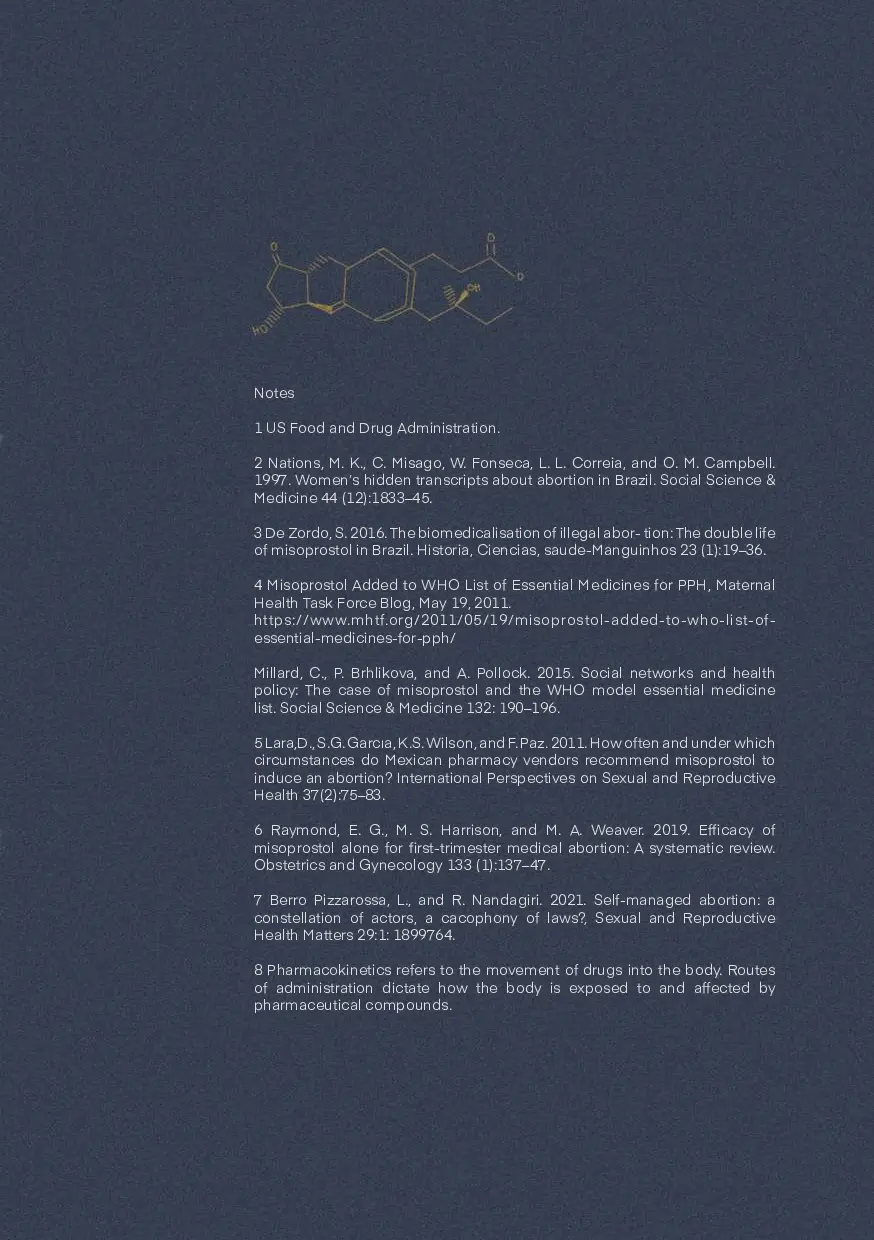 O
O
O
OH
HO
Notes
1 US Food and Drug Administration.
2 Nations, M. K., C. Misago, W. Fonseca, L. L. Correia, and O. M. Campbell.
1997. Women's hidden transcripts about abortion in Brazil. Social Science &
Medicine 44 (12):1833–45.
3 De Zordo, S. 2016. The biomedicalisation of illegal abor- tion: The double life
of misoprostol in Brazil. Historia, Ciencias, saude-Manguinhos 23 (1):19–36.
4 Misoprostol Added to WHO List of Essential Medicines for PPH, Maternal
Health Task Force Blog, May 19, 2011.
https://www.mhtf.org/2011/05/19/misoprostol-added-to-who-list-of-
essential-medicines-for-pph/
Millard, C., P. Brhlikova, and A. Pollock. 2015. Social networks and health
policy: The case of misoprostol and the WHO model essential medicine
list. Social Science & Medicine 132: 190–196.
5 Lara,D., S.G. Garcıa, K.S. Wilson, and F. Paz. 2011. How often and under which
circumstances do Mexican pharmacy vendors recommend misoprostol to
induce an abortion? International Perspectives on Sexual and Reproductive
Health 37(2):75–83.
6 Raymond, E. G., M. S. Harrison, and M. A. Weaver. 2019. Efficacy of
misoprostol alone for first-trimester medical abortion: A systematic review.
Obstetrics and Gynecology 133 (1):137–47.
7 Berro Pizzarossa, L., and R. Nandagiri. 2021. Self-managed abortion: a
constellation of actors, a cacophony of laws?, Sexual and Reproductive
Health Matters 29:1: 1899764.
8 Pharmacokinetics refers to the movement of drugs into the body. Routes
of administration dictate how the body is exposed to and affected by
pharmaceutical compounds.